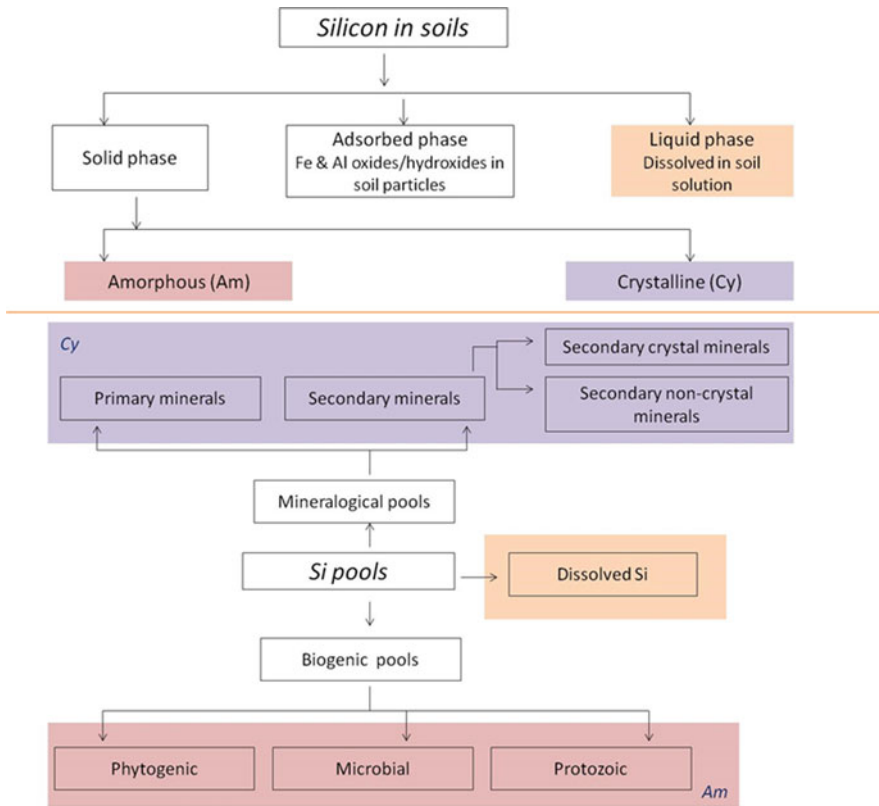 Silicon in soils
Solid phase
Adsorbed phase
Fe & Al oxides/hydroxides in
soil particles
Liquid phase
Dissolved in soil
solution
Amorphous (Am)
Crystalline (Cy)
Cy
Primary minerals
Secondary minerals
Secondary crystal minerals
Secondary non-crystal
minerals
Mineralogical pools
Si pools
Dissolved Si
Biogenic pools
Phytogenic
Microbial
Protozoic
Am